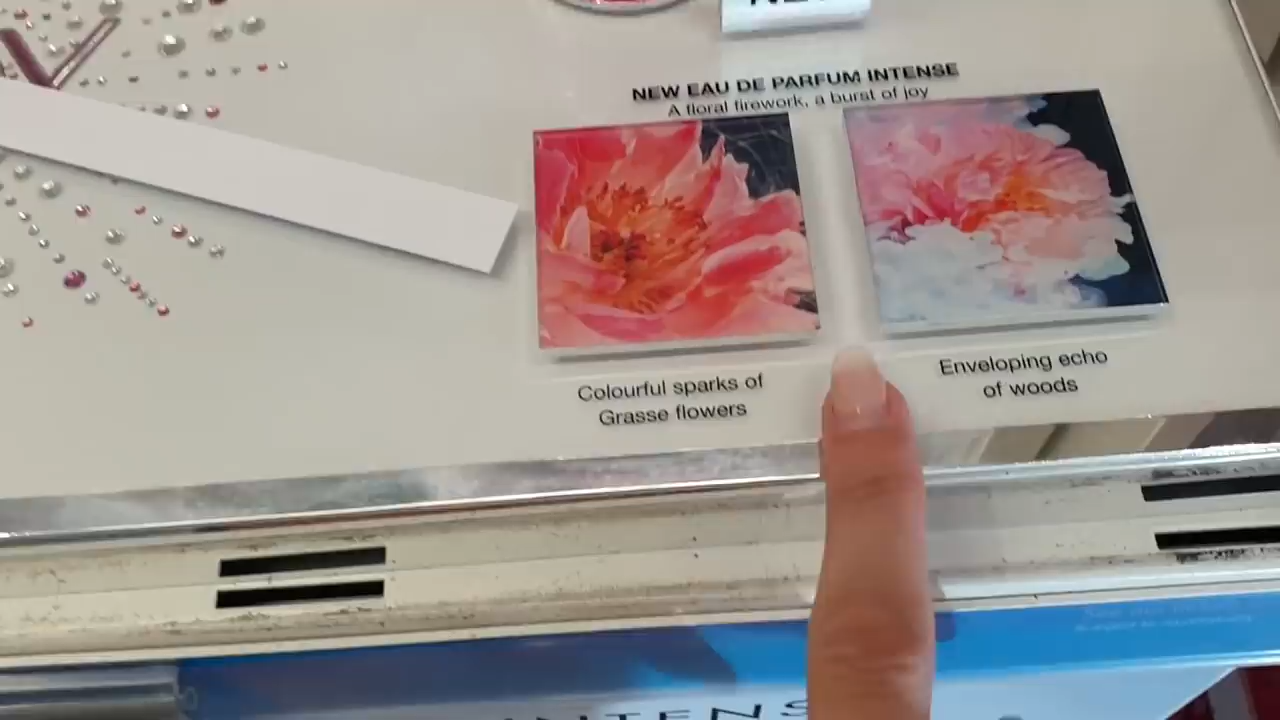 NEW EAU DE PARFUM INTENSE
A floral firework, a burst of joy
Colourful sparks of
Grasse flowers
Enveloping echo
of woods